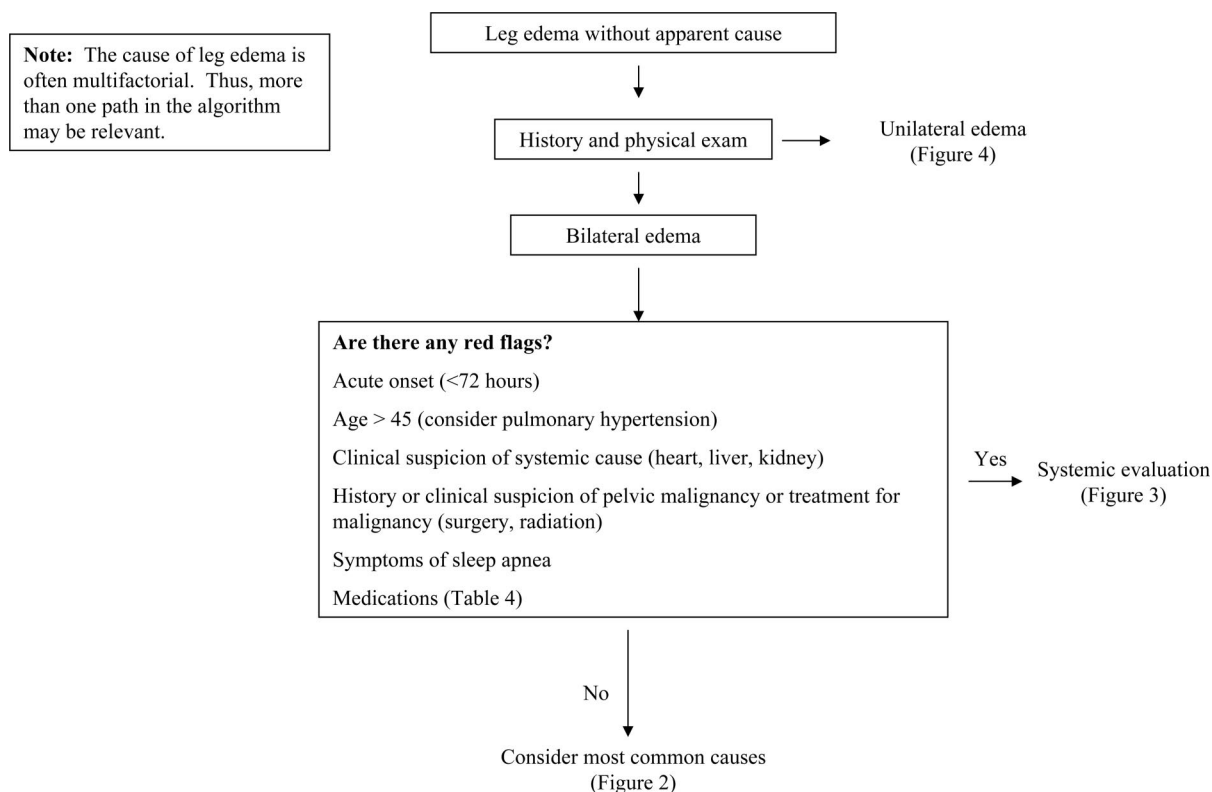 Leg edema without apparent cause
Note: The cause of leg edema is
often multifactorial. Thus, more
than one path in the algorithm
may be relevant.
History and physical exam
Unilateral edema
(Figure 4)
Bilateral edema
Are there any red flags?
Acute onset (<72 hours)
Age > 45 (consider pulmonary hypertension)
Clinical suspicion of systemic cause (heart, liver, kidney)
History or clinical suspicion of pelvic malignancy or treatment for
malignancy (surgery, radiation)
Symptoms of sleep apnea
Medications (Table 4)
Yes
Systemic evaluation
(Figure 3)
No
Consider most common causes
(Figure 2)